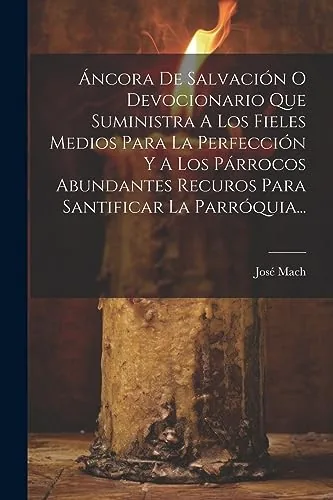 Áncora De Salvación O
Devocionario Que
Suministra A Los Fieles
Medios Para La Perfección
Y A Los Párrocos
Abundantes Recuros Para
Santificar La Parróquia...
José Mach